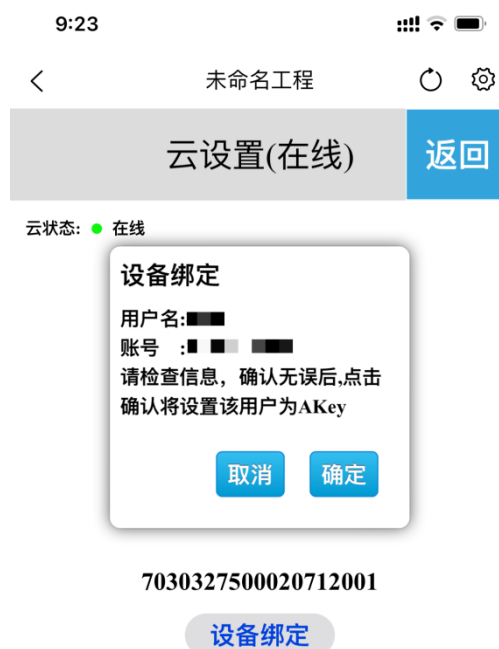 9:23
未命名工程
云设置(在线)
返回
云状态: 在线
设备绑定
用户名:
账号 :
请检查信息，确认无误后,点击
确认将设置该用户为AKey
取消
确定
7030327500020712001
设备绑定